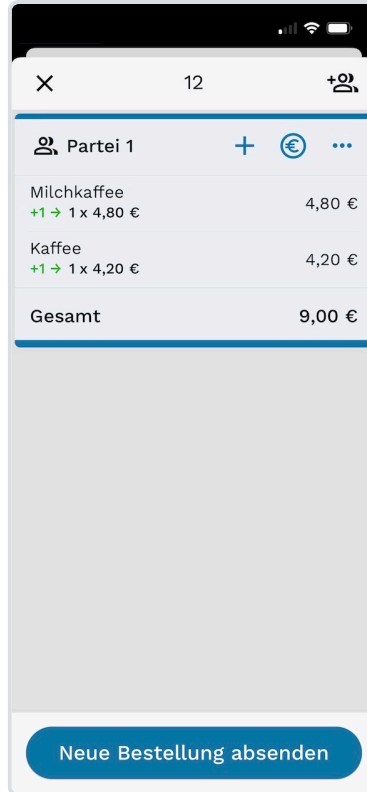 12
Partei 1
Milchkaffee
+1 → 1 x 4,80 €
4,80 €
Kaffee
+1 → 1 x 4,20 €
4,20 €
Gesamt
9,00 €
Neue Bestellung absenden